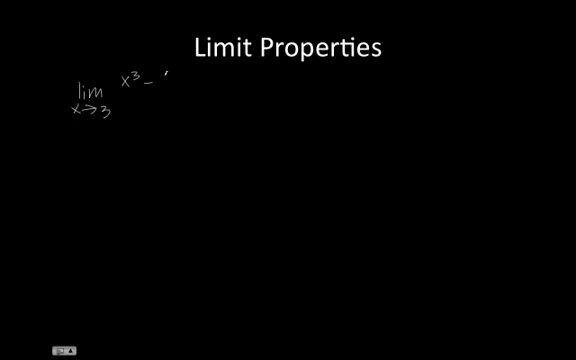 Limit Properties
lim x³ –
x→3